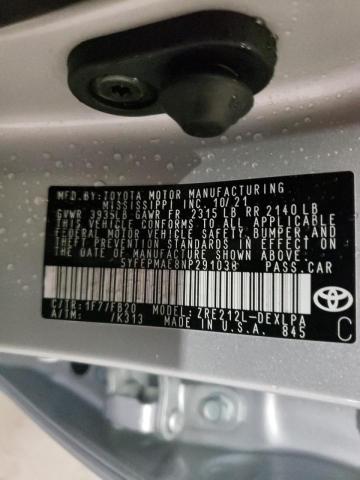 MFD.BY:TOYOTA MOTOR MANUFACTURING
MISSISSIPPI, INC. 10/21
GVWR 3935LB GAWR FR 2315 LB RR 2140 LB
THIS VEHICLE CONFORMS TO ALL APPLICABLE
FEDERAL MOTOR VEHICLE SAFETY, BUMPER, AND
THEFT PREVENTION STANDARDS IN EFFECT ON
THE DATE OF MANUFACTURE SHOWN ABOVE.
5YFEPMAE8NP291038 PASS.CAR
C/TR: 1F7/FB20 MODEL: ZRE212L-DEXLPA
A/TM: /K313 MADE IN U.S.A. 845
TOYOTA
C